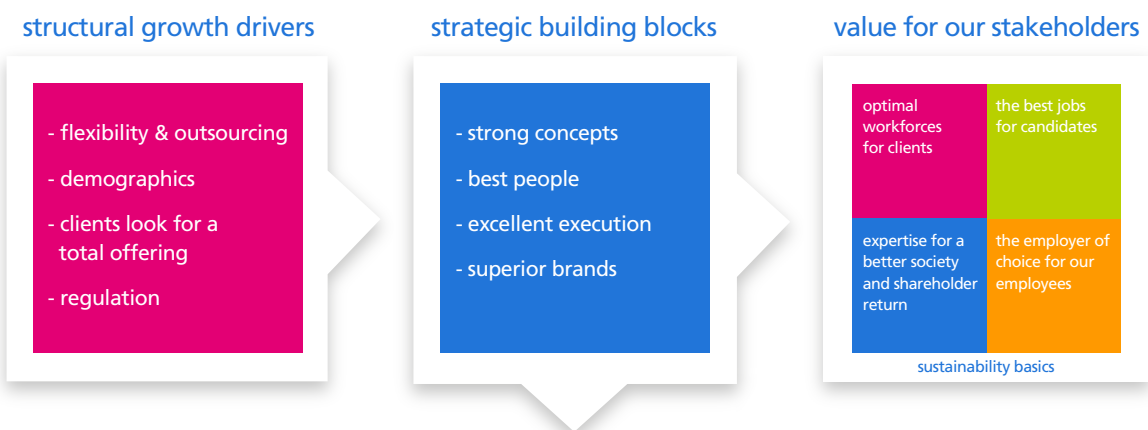 structural growth drivers
- flexibility & outsourcing
- demographics
- clients look for a
total offering
- regulation
strategic building blocks
- strong concepts
- best people
- excellent execution
- superior brands
value for our stakeholders
optimal
workforces
for clients
the best jobs
for candidates
expertise for a
better society
and shareholder
return
the employer of
choice for our
employees
sustainability basics